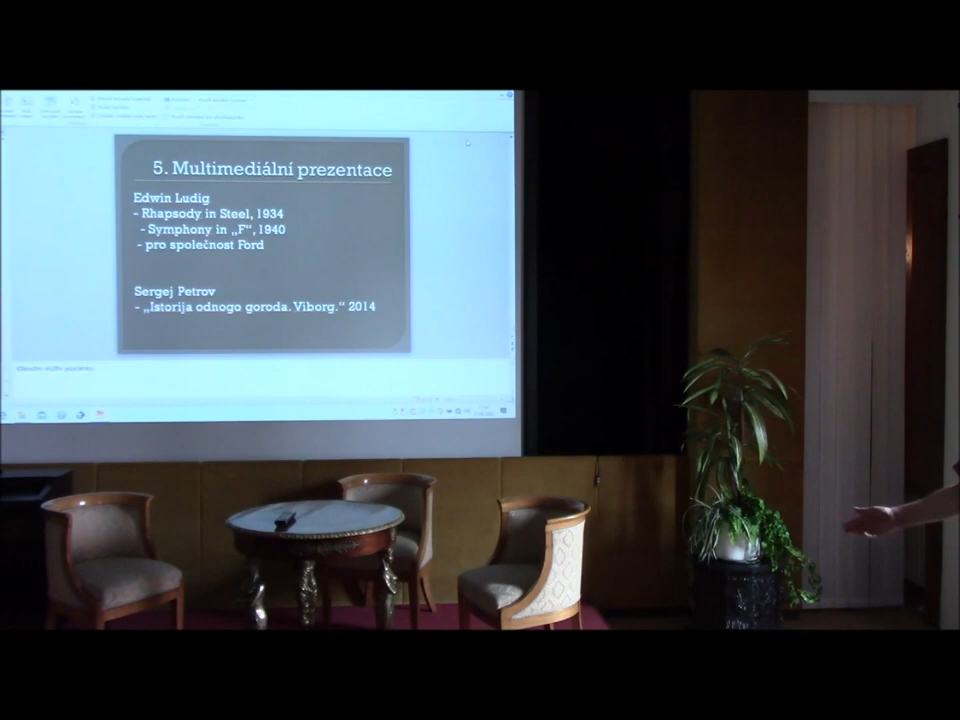 5. Multimediální prezentace
Edwin Ludig
- Rhapsody in Steel, 1934
- Symphony in „F“, 1940
- pro společnost Ford
Sergej Petrov
- „Istorija odnogo goroda. Viborg.“ 2014